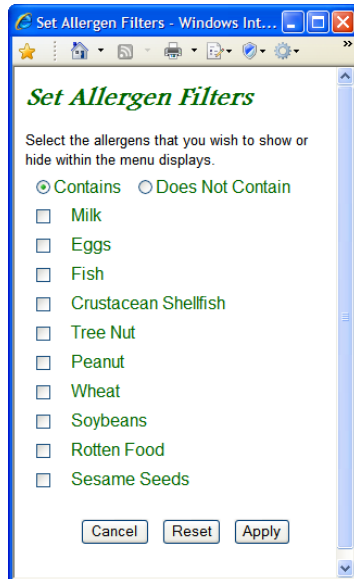 Set Allergen Filters - Windows Int...
»
Set Allergen Filters
Select the allergens that you wish to show or
hide within the menu displays.
Contains Does Not Contain
Milk
Eggs
Fish
Crustacean Shellfish
Tree Nut
Peanut
Wheat
Soybeans
Rotten Food
Sesame Seeds
Cancel Reset Apply